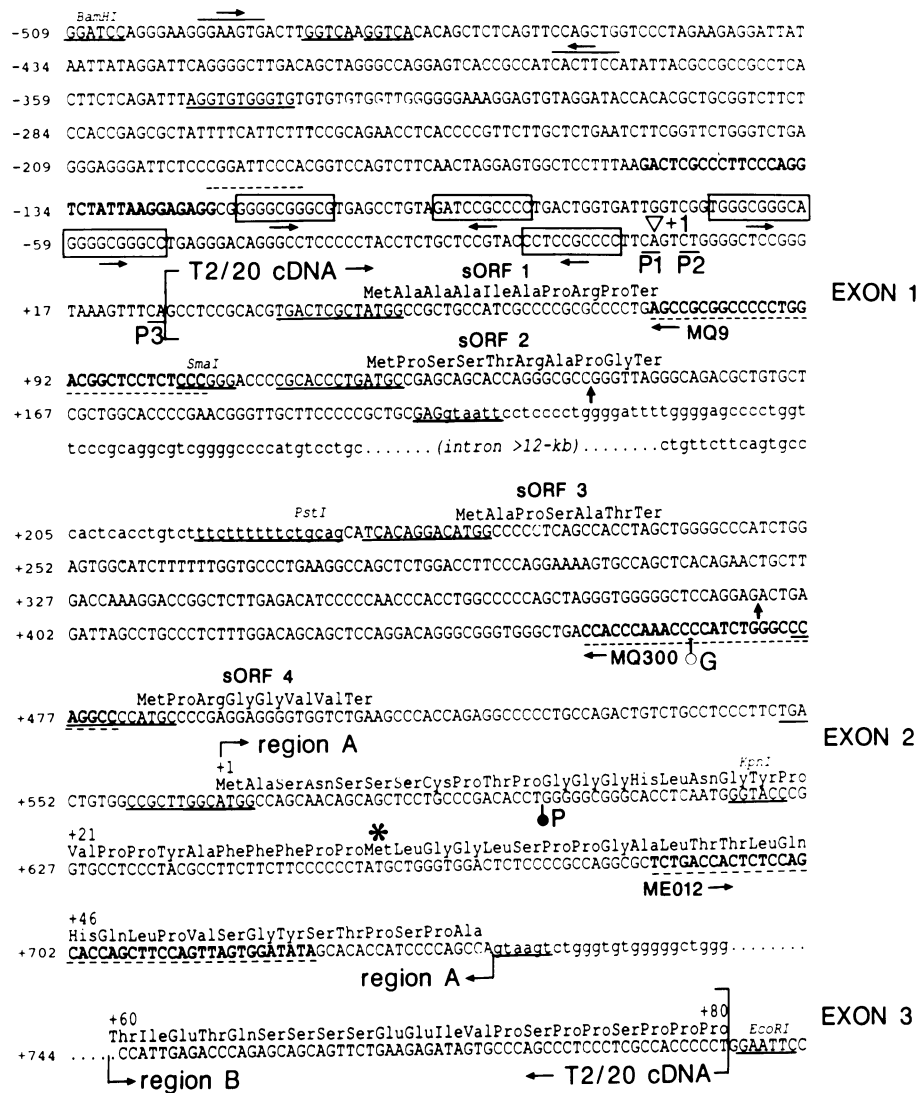 BamHI
-509 GGATCCAGGGAAGGGAAGTGACTTGGTCAAGGTCACACAGCTCTCAGTTCCAGCTGGTCCCTAGAAGAGGATTAT
-434 AATTATAGGATTCAGGGGCTTGACAGCTAGGGCCAGGAGTCACCGCCATCACTTCCATATTACGCCGCCGCCTCA
-359 CTTCTCAGATTTAGGTGTGGGTGTGTGTGTGTGGTTGGGGGGAAAGGAGTGTAGGATACCACACGCTGCGGTCTTCT
-284 CCACCGAGCGCTATTTTCATTCTTTCCGCAGAACCTCACCCCGTTCTTGCTCTGAATCTTCGGTTCTGGGTCTGA
-209 GGGAGGGATTCTCCCGGATTCCCACGGTCCAGTCTTCAACTAGGAGTGGCTCCTTTAAGACTCGCCCTTCCCAGG
-134 TCTATTAAGGAGAGGCGGGGGCGGGCGTGAGCCTGTAGATCCGCCCCTGACTGGTGATTGGTCGGTGGGCGGGCA
+1
-59 GGGGCGGGCCTGAGGGACAGGGCCTCCCCCTACCTCTGCTCCGTACCCTCCGCCCCTTCAGTCTGGGGCTCCGGG
P1 P2
T2/20 cDNA →
sORF 1
MetAlaAlaAlaIleAlaProArgProTer
EXON 1
+17 TAAAGTTTCAGCCTCCGCACGTGACTCGCTATGGCCGCTGCCATCGCCCCGCGCCCCTGAGCCGCGGCCCCCTGG
P3
← MQ9
sORF 2
SmaI
MetProSerSerThrArgAlaProGlyTer
+92 ACGGCTCCTCTCCCGGGACCCCGCACCCTGATGCCGAGCAGCACCAGGGCGCCGGGTTAGGGCAGACGCTGTGCT
+167 CGCTGGCACCCCGAACGGGTTGCTTCCCCCGCTGCGAGgtaattcctcccctggggattttggggagcccctggt
tcccgcaggcgtcggggccccatgtcctgc.......(intron >12-kb) .......ctgttcttcagtgcc
sORF 3
PstI
MetAlaProSerAlaThrTer
+205 cactcacctgtctttctttttttctgcagCATCACAGGACATGGCCCCCTCAGCCACCTAGCTGGGGCCCATCTGG
+252 AGTGGCATCTTTTTTGGTGCCCTGAAGGCCAGCTCTGGACCTTCCCAGGAAAAGTGCCAGCTCACAGAACTGCTT
+327 GACCAAAGGACCGGCTCTTGAGACATCCCCCAACCCACCTGGCCCCCAGCTAGGGTGGGGGCTCCAGGAGACTGA
+402 GATTAGCCTGCCCTCTTTGGACAGCAGCTCCAGGACAGGGCGGGTGGGCTGACCACCCAAACCCCATCTGGGCCC
← MQ300 G
sORF 4
MetProArgGlyGlyValValTer
+477 AGGCCCCATGCCCCGAGGAGGGGTGGTCTGAAGCCCACCAGAGGCCCCCTGCCAGACTGTCTGCCTCCCTTCTGA
EXON 2
region A
+1
KpnI
MetAlaSerAsnSerSerSerCysProThrProGlyGlyGlyHisLeuAsnGlyTyrPro
+552 CTGTGGCCGCTTGGCATGGCCAGCAACAGCAGCTCCTGCCCGACACCTGGGGGCGGGCACCTCAATGGGTACCCG
P
+21 *
ValProProTyrAlaPhePhePheProProMetLeuGlyGlyLeuSerProProGlyAlaLeuThrThrLeuGln
+627 GTGCCTCCCTACGCCTTCTTCTTCCCCCCTATGCTGGGTGGACTCTCCCCGCCAGGCGCTCTGACCACTCTCCAG
ME012 →
+46
HisGlnLeuProValSerGlyTyrSerThrProSerProAla
+702 CACCAGCTTCCAGTTAGTGGATATAGCACACCATCCCCAGCCAgtaagtctgggtgtgggggctggg........
region A
+60 +80
EXON 3
ThrIleGluThrGlnSerSerSerSerGluGluIleValProSerProProSerProProPro
EcoRI
+744 .....CCATTGAGACCCAGAGCAGCAGTTCTGAAGAGATAGTGCCCAGCCCTCCCTCGCCACCCCCTGGAATTCC
region B
← T2/20 cDNA